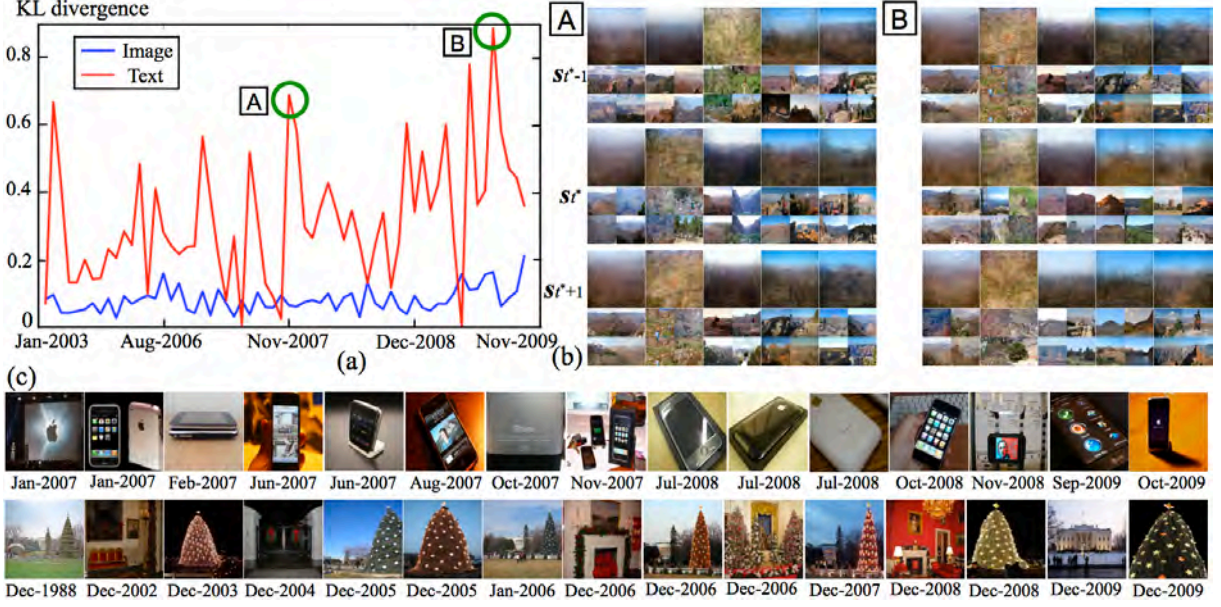 KL divergence
0.8
0.6
0.4
0.2
0
Image
Text
A
B
Jan-2003
Aug-2006
Nov-2007
Dec-2008
Nov-2009
(a)
A
B
St*-1
St*
St*+1
(b)
(c)
Jan-2007 Jan-2007 Feb-2007 Jun-2007 Jun-2007 Aug-2007 Oct-2007 Nov-2007 Jul-2008 Jul-2008 Jul-2008 Oct-2008 Nov-2008 Sep-2009 Oct-2009
Dec-1988 Dec-2002 Dec-2003 Dec-2004 Dec-2005 Dec-2005 Jan-2006 Dec-2006 Dec-2006 Dec-2006 Dec-2007 Dec-2008 Dec-2008 Dec-2009 Dec-2009